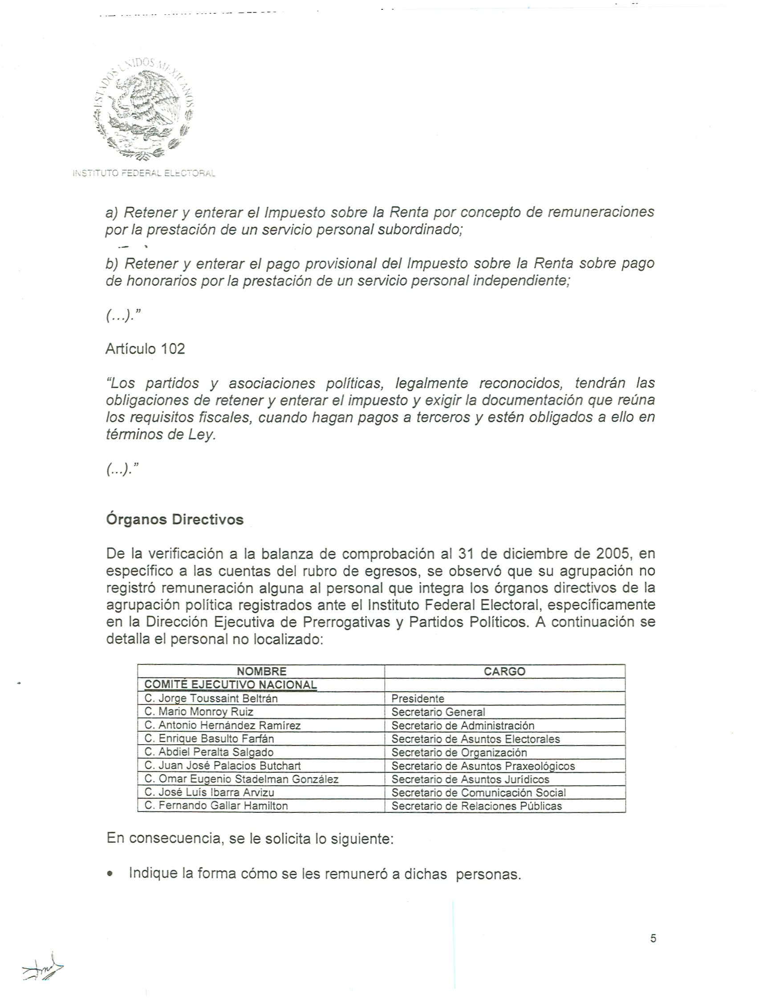 ESTADOS UNIDOS MEXICANOS
INSTITUTO FEDERAL ELECTORAL
a) Retener y enterar el Impuesto sobre la Renta por concepto de remuneraciones
por la prestación de un servicio personal subordinado;
b) Retener y enterar el pago provisional del Impuesto sobre la Renta sobre pago
de honorarios por la prestación de un servicio personal independiente;
(...)."
Artículo 102
“Los partidos y asociaciones políticas, legalmente reconocidos, tendrán las
obligaciones de retener y enterar el impuesto y exigir la documentación que reúna
los requisitos fiscales, cuando hagan pagos a terceros y estén obligados a ello en
términos de Ley.
(...)."
Órganos Directivos
De la verificación a la balanza de comprobación al 31 de diciembre de 2005, en
específico a las cuentas del rubro de egresos, se observó que su agrupación no
registró remuneración alguna al personal que integra los órganos directivos de la
agrupación política registrados ante el Instituto Federal Electoral, específicamente
en la Dirección Ejecutiva de Prerrogativas y Partidos Políticos. A continuación se
detalla el personal no localizado:
NOMBRE CARGO
COMITÉ EJECUTIVO NACIONAL
C. Jorge Toussaint Beltrán Presidente
C. Mario Monroy Ruiz Secretario General
C. Antonio Hernández Ramírez Secretario de Administración
C. Enrique Basulto Farfán Secretario de Asuntos Electorales
C. Abdiel Peralta Salgado Secretario de Organización
C. Juan José Palacios Butchart Secretario de Asuntos Praxeológicos
C. Omar Eugenio Stadelman González Secretario de Asuntos Jurídicos
C. José Luís Ibarra Arvizu Secretario de Comunicación Social
C. Fernando Gallar Hamilton Secretario de Relaciones Públicas
En consecuencia, se le solicita lo siguiente:
• Indique la forma cómo se les remuneró a dichas personas.
5